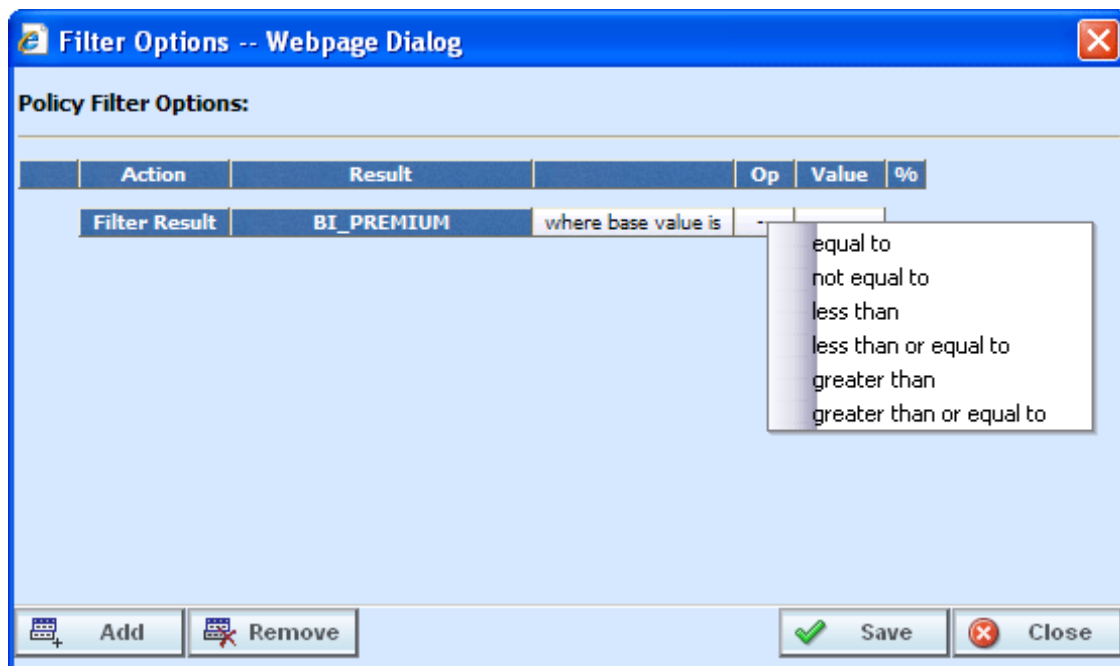 Filter Options -- Webpage Dialog
Policy Filter Options:
Action Result Op Value %
Filter Result BI_PREMIUM where base value is --
equal to
not equal to
less than
less than or equal to
greater than
greater than or equal to
Add Remove Save Close